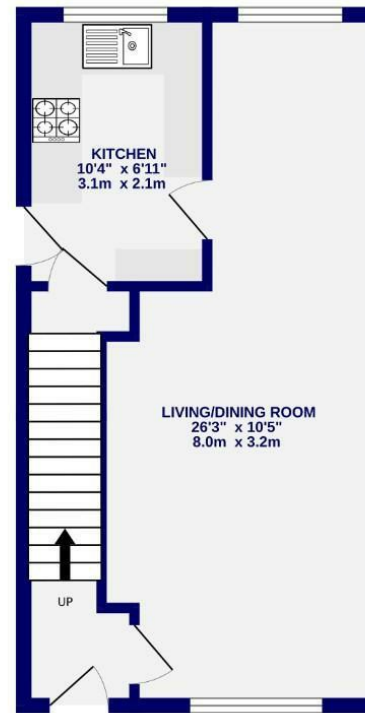 KITCHEN
10'4" x 6'11"
3.1m x 2.1m
LIVING/DINING ROOM
26'3" x 10'5"
8.0m x 3.2m
UP